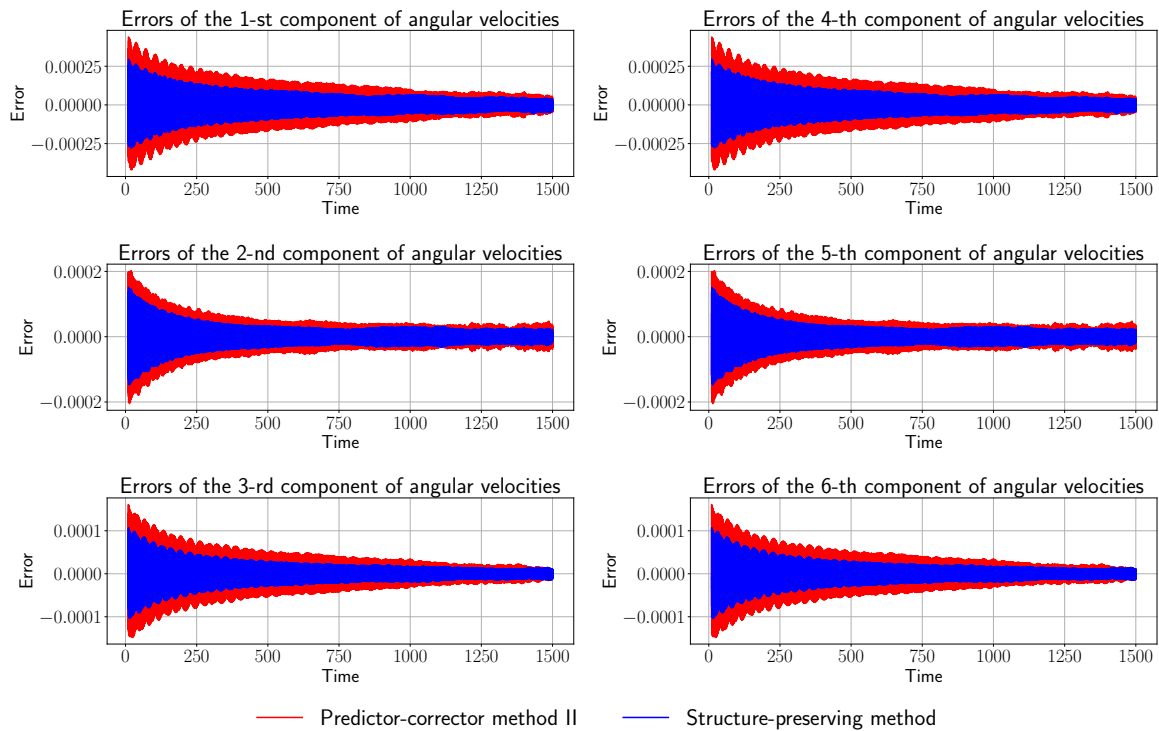 Errors of the 1-st component of angular velocities
Error
0.00025
0.00000
−0.00025
0 250 500 750 1000 1250 1500
Time
Errors of the 4-th component of angular velocities
Error
0.00025
0.00000
−0.00025
0 250 500 750 1000 1250 1500
Time
Errors of the 2-nd component of angular velocities
Error
0.0002
0.0000
−0.0002
0 250 500 750 1000 1250 1500
Time
Errors of the 5-th component of angular velocities
Error
0.0002
0.0000
−0.0002
0 250 500 750 1000 1250 1500
Time
Errors of the 3-rd component of angular velocities
Error
0.0001
0.0000
−0.0001
0 250 500 750 1000 1250 1500
Time
Errors of the 6-th component of angular velocities
Error
0.0001
0.0000
−0.0001
0 250 500 750 1000 1250 1500
Time
Predictor-corrector method II
Structure-preserving method